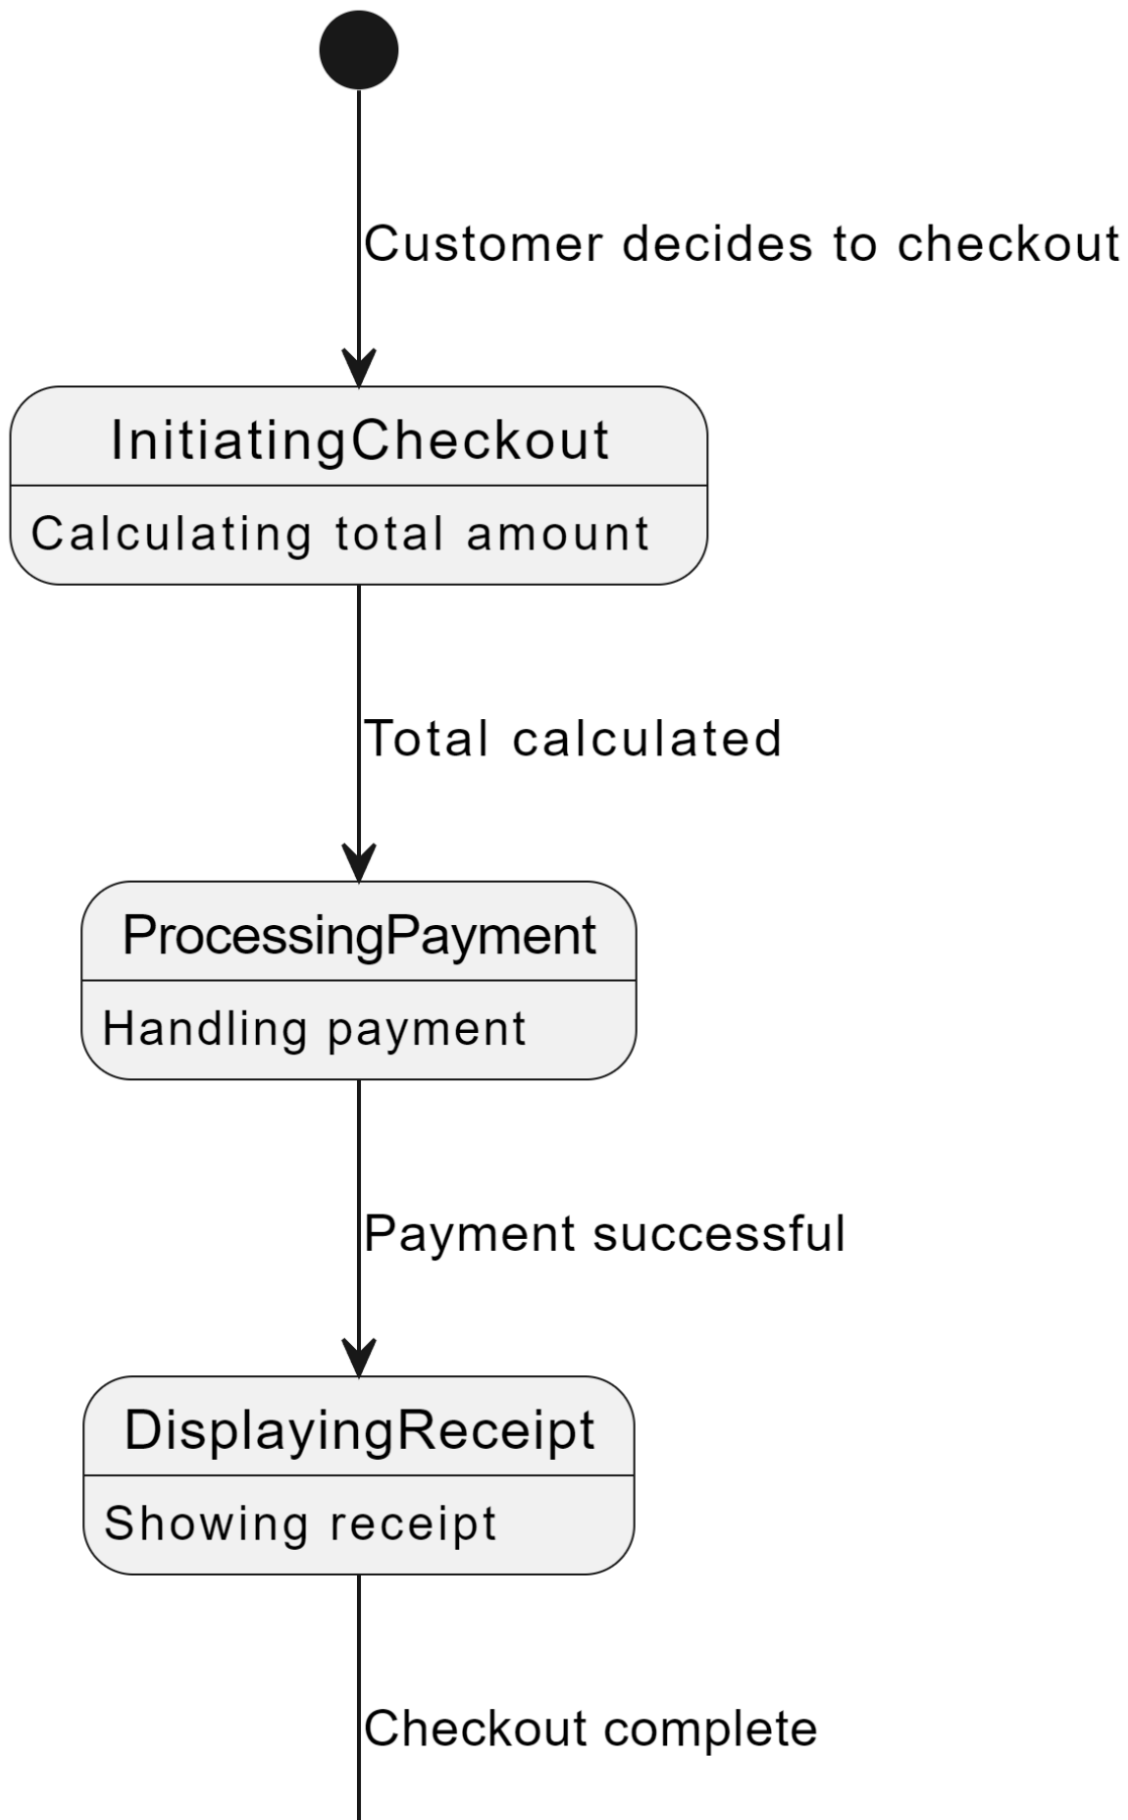 Customer decides to checkout
InitiatingCheckout
Calculating total amount
Total calculated
ProcessingPayment
Handling payment
Payment successful
DisplayingReceipt
Showing receipt
Checkout complete